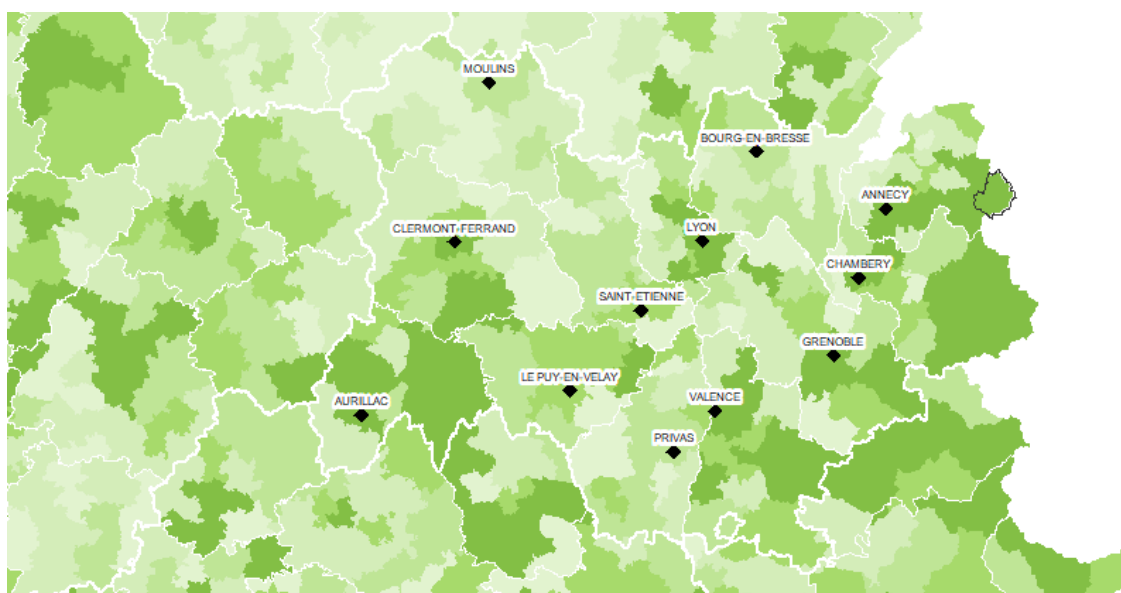 MOULINS
BOURG-EN-BRESSE
ANNECY
CLERMONT-FERRAND
LYON
CHAMBERY
SAINT-ETIENNE
GRENOBLE
LE PUY-EN-VELAY
AURILLAC
VALENCE
PRIVAS